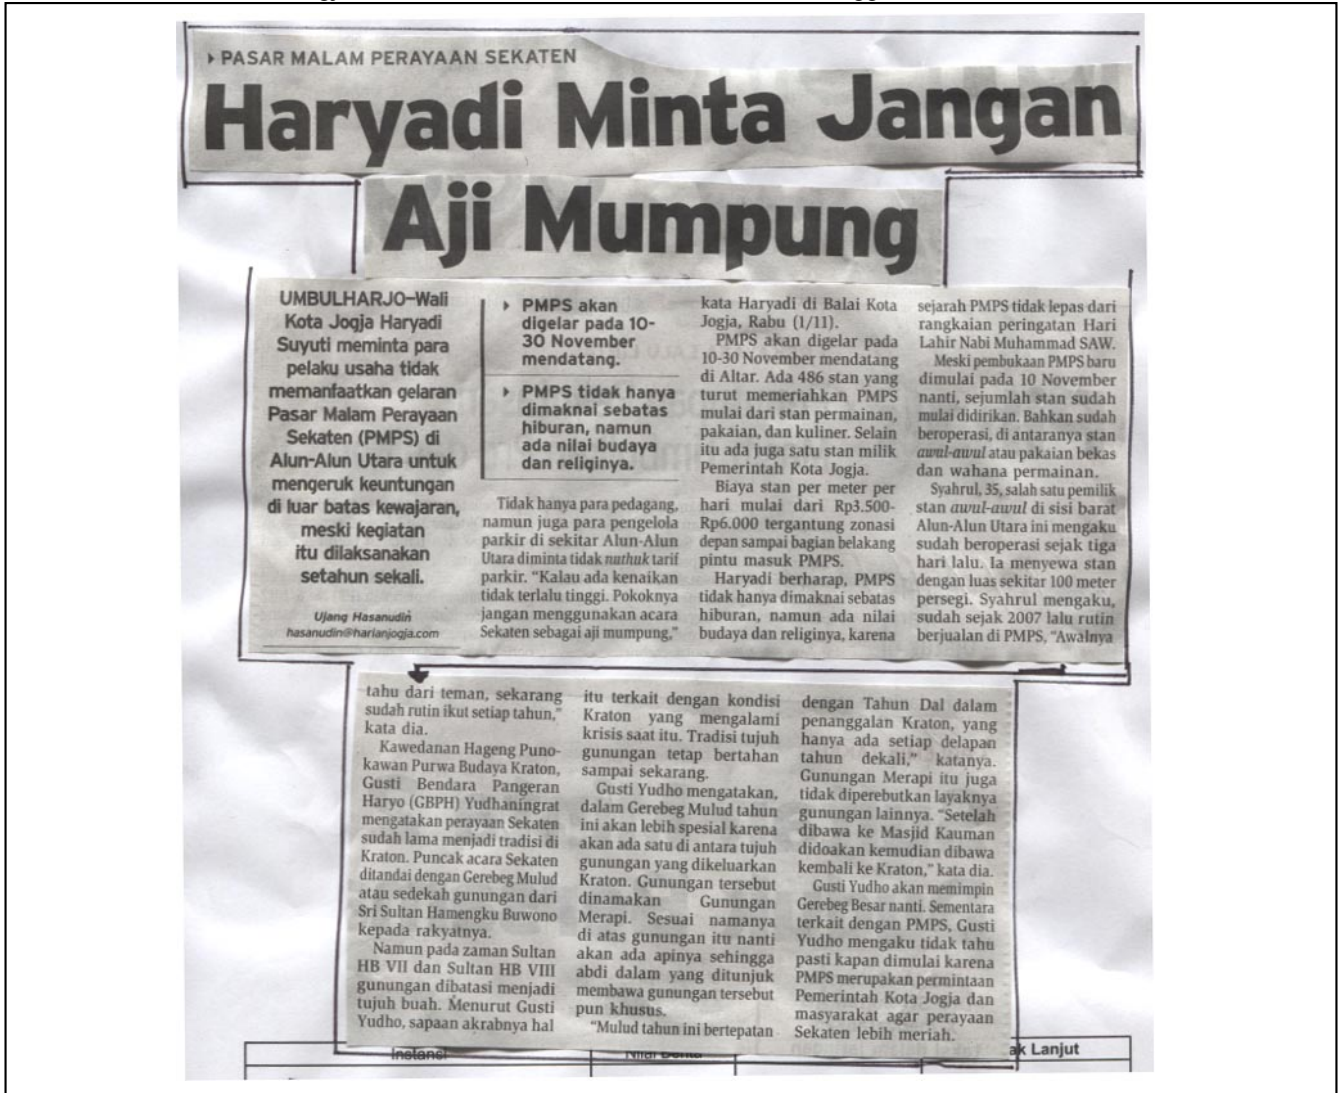 PASAR MALAM PERAYAAN SEKATEN
Haryadi Minta Jangan
Aji Mumpung
UMBULHARJO–Wali
Kota Jogja Haryadi
Suyuti meminta para
pelaku usaha tidak
memanfaatkan gelaran
Pasar Malam Perayaan
Sekaten (PMPS) di
Alun-Alun Utara untuk
mengeruk keuntungan
di luar batas kewajaran,
meski kegiatan
itu dilaksanakan
setahun sekali.
Ujang Hasanudin
hasanudin@harianjogja.com
PMPS akan
digelar pada 10-
30 November
mendatang.
PMPS tidak hanya
dimaknai sebatas
hiburan, namun
ada nilai budaya
dan religinya.
Tidak hanya para pedagang,
namun juga para pengelola
parkir di sekitar Alun-Alun
Utara diminta tidak nuthuk tarif
parkir. “Kalau ada kenaikan
tidak terlalu tinggi. Pokoknya
jangan menggunakan acara
Sekaten sebagai aji mumpung,”
kata Haryadi di Balai Kota
Jogja, Rabu (1/11).
PMPS akan digelar pada
10-30 November mendatang
di Altar. Ada 486 stan yang
turut memeriahkan PMPS
mulai dari stan permainan,
pakaian, dan kuliner. Selain
itu ada juga satu stan milik
Pemerintah Kota Jogja.
Biaya stan per meter per
hari mulai dari Rp3.500-
Rp6.000 tergantung zonasi
depan sampai bagian belakang
pintu masuk PMPS.
Haryadi berharap, PMPS
tidak hanya dimaknai sebatas
hiburan, namun ada nilai
budaya dan religinya, karena
sejarah PMPS tidak lepas dari
rangkaian peringatan Hari
Lahir Nabi Muhammad SAW.
Meski pembukaan PMPS baru
dimulai pada 10 November
nanti, sejumlah stan sudah
mulai didirikan. Bahkan sudah
beroperasi, di antaranya stan
awul-awul atau pakaian bekas
dan wahana permainan.
Syahrul, 35, salah satu pemilik
stan awul-awul di sisi barat
Alun-Alun Utara ini mengaku
sudah beroperasi sejak tiga
hari lalu. Ia menyewa stan
dengan luas sekitar 100 meter
persegi. Syahrul mengaku,
sudah sejak 2007 lalu rutin
berjualan di PMPS. “Awalnya
tahu dari teman, sekarang
sudah rutin ikut setiap tahun,”
kata dia.
Kawedanan Hageng Puno-
kawan Purwa Budaya Kraton,
Gusti Bendara Pangeran
Haryo (GBPH) Yudhaningrat
mengatakan perayaan Sekaten
sudah lama menjadi tradisi di
Kraton. Puncak acara Sekaten
ditandai dengan Gerebeg Mulud
atau sedekah gunungan dari
Sri Sultan Hamengku Buwono
kepada rakyatnya.
Namun pada zaman Sultan
HB VII dan Sultan HB VIII
gunungan dibatasi menjadi
tujuh buah. Menurut Gusti
Yudho, sapaan akrabnya hal
itu terkait dengan kondisi
Kraton yang mengalami
krisis saat itu. Tradisi tujuh
gunungan tetap bertahan
sampai sekarang.
Gusti Yudho mengatakan,
dalam Gerebeg Mulud tahun
ini akan lebih spesial karena
akan ada satu di antara tujuh
gunungan yang dikeluarkan
Kraton. Gunungan tersebut
dinamakan Gunungan
Merapi. Sesuai namanya
di atas gunungan itu nanti
akan ada apinya sehingga
abdi dalam yang ditunjuk
membawa gunungan tersebut
pun khusus.
“Mulud tahun ini bertepatan
dengan Tahun Dal dalam
penanggalan Kraton, yang
hanya ada setiap delapan
tahun dekali,” katanya.
Gunungan Merapi itu juga
tidak diperebutkan layaknya
gunungan lainnya. “Setelah
dibawa ke Masjid Kauman
didoakan kemudian dibawa
kembali ke Kraton,” kata dia.
Gusti Yudho akan memimpin
Gerebeg Besar nanti. Sementara
terkait dengan PMPS, Gusti
Yudho mengaku tidak tahu
pasti kapan dimulai karena
PMPS merupakan permintaan
Pemerintah Kota Jogja dan
masyarakat agar perayaan
Sekaten lebih meriah.
Instansi
Nilai Berita
ak Lanjut